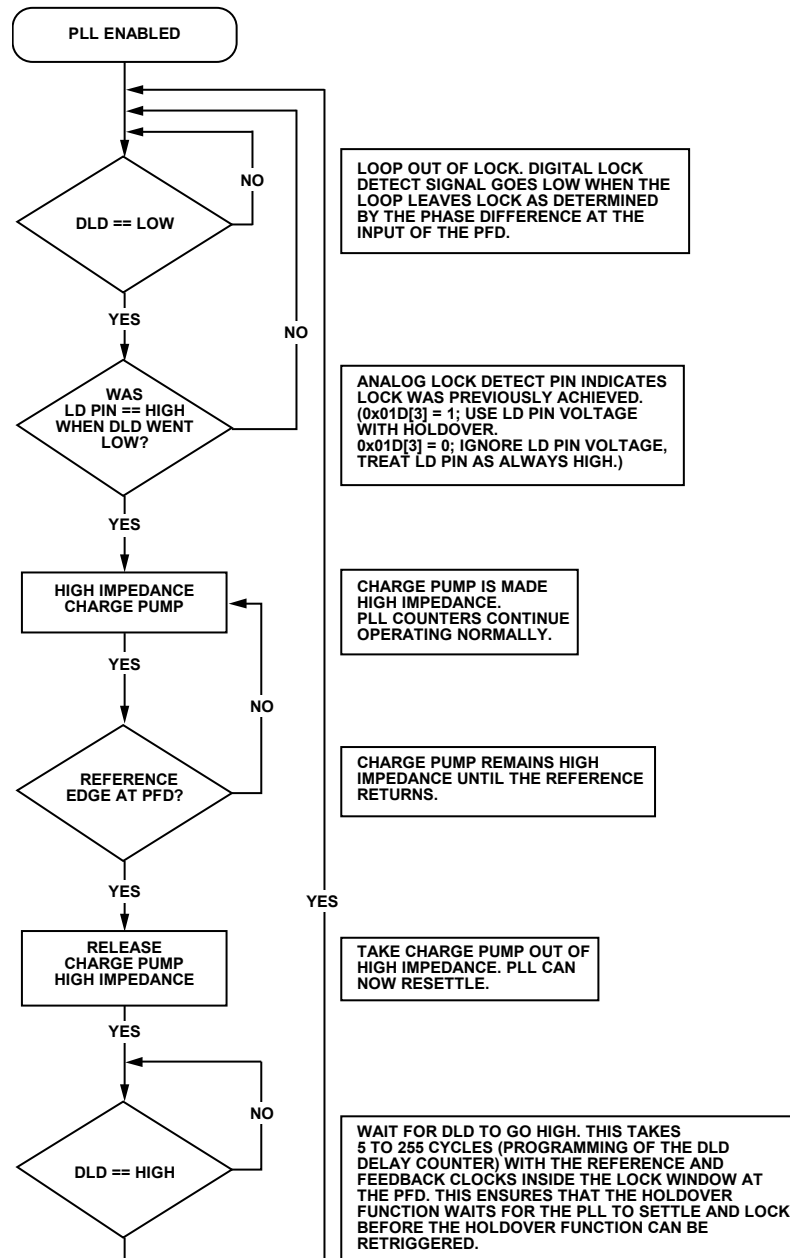 PLL ENABLED
NO
DLD == LOW
LOOP OUT OF LOCK. DIGITAL LOCK
DETECT SIGNAL GOES LOW WHEN THE
LOOP LEAVES LOCK AS DETERMINED
BY THE PHASE DIFFERENCE AT THE
INPUT OF THE PFD.
YES
NO
WAS
LD PIN == HIGH
WHEN DLD WENT
LOW?
ANALOG LOCK DETECT PIN INDICATES
LOCK WAS PREVIOUSLY ACHIEVED.
(0x01D[3] = 1; USE LD PIN VOLTAGE
WITH HOLDOVER.
0x01D[3] = 0; IGNORE LD PIN VOLTAGE,
TREAT LD PIN AS ALWAYS HIGH.)
YES
HIGH IMPEDANCE
CHARGE PUMP
CHARGE PUMP IS MADE
HIGH IMPEDANCE.
PLL COUNTERS CONTINUE
OPERATING NORMALLY.
YES
NO
REFERENCE
EDGE AT PFD?
CHARGE PUMP REMAINS HIGH
IMPEDANCE UNTIL THE REFERENCE
RETURNS.
YES
YES
RELEASE
CHARGE PUMP
HIGH IMPEDANCE
TAKE CHARGE PUMP OUT OF
HIGH IMPEDANCE. PLL CAN
NOW RESETTLE.
YES
NO
DLD == HIGH
WAIT FOR DLD TO GO HIGH. THIS TAKES
5 TO 255 CYCLES (PROGRAMMING OF THE DLD
DELAY COUNTER) WITH THE REFERENCE AND
FEEDBACK CLOCKS INSIDE THE LOCK WINDOW AT
THE PFD. THIS ENSURES THAT THE HOLDOVER
FUNCTION WAITS FOR THE PLL TO SETTLE AND LOCK
BEFORE THE HOLDOVER FUNCTION CAN BE
RETRIGGERED.